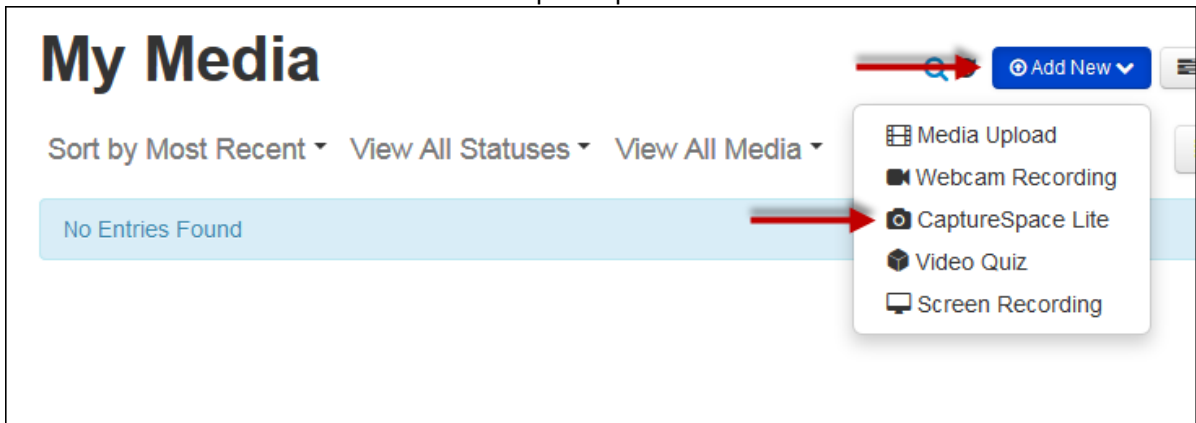 My Media
Add New
Sort by Most Recent View All Statuses View All Media
No Entries Found
Media Upload
Webcam Recording
CaptureSpace Lite
Video Quiz
Screen Recording